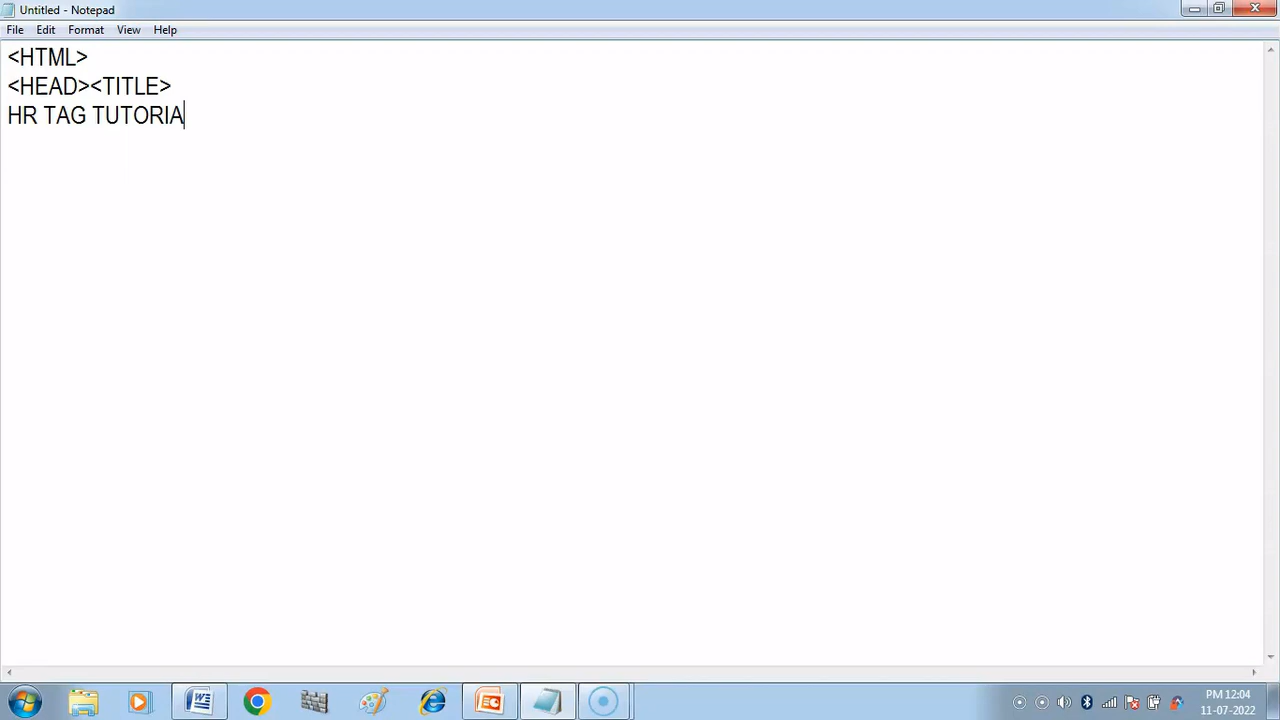 Untitled - Notepad
File Edit Format View Help
<HTML>
<HEAD><TITLE>
HR TAG TUTORIA
PM 12:04
11-07-2022